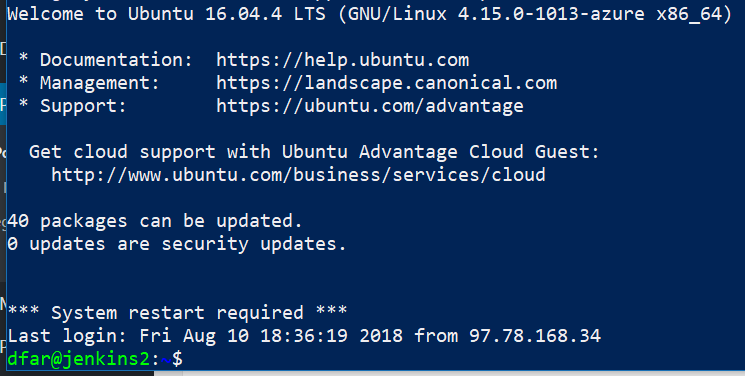 Welcome to Ubuntu 16.04.4 LTS (GNU/Linux 4.15.0-1013-azure x86_64)
* Documentation:  https://help.ubuntu.com
* Management:     https://landscape.canonical.com
* Support:        https://ubuntu.com/advantage
Get cloud support with Ubuntu Advantage Cloud Guest:
http://www.ubuntu.com/business/services/cloud
40 packages can be updated.
0 updates are security updates.
*** System restart required ***
Last login: Fri Aug 10 18:36:19 2018 from 97.78.168.34
dfar@jenkins2:~$